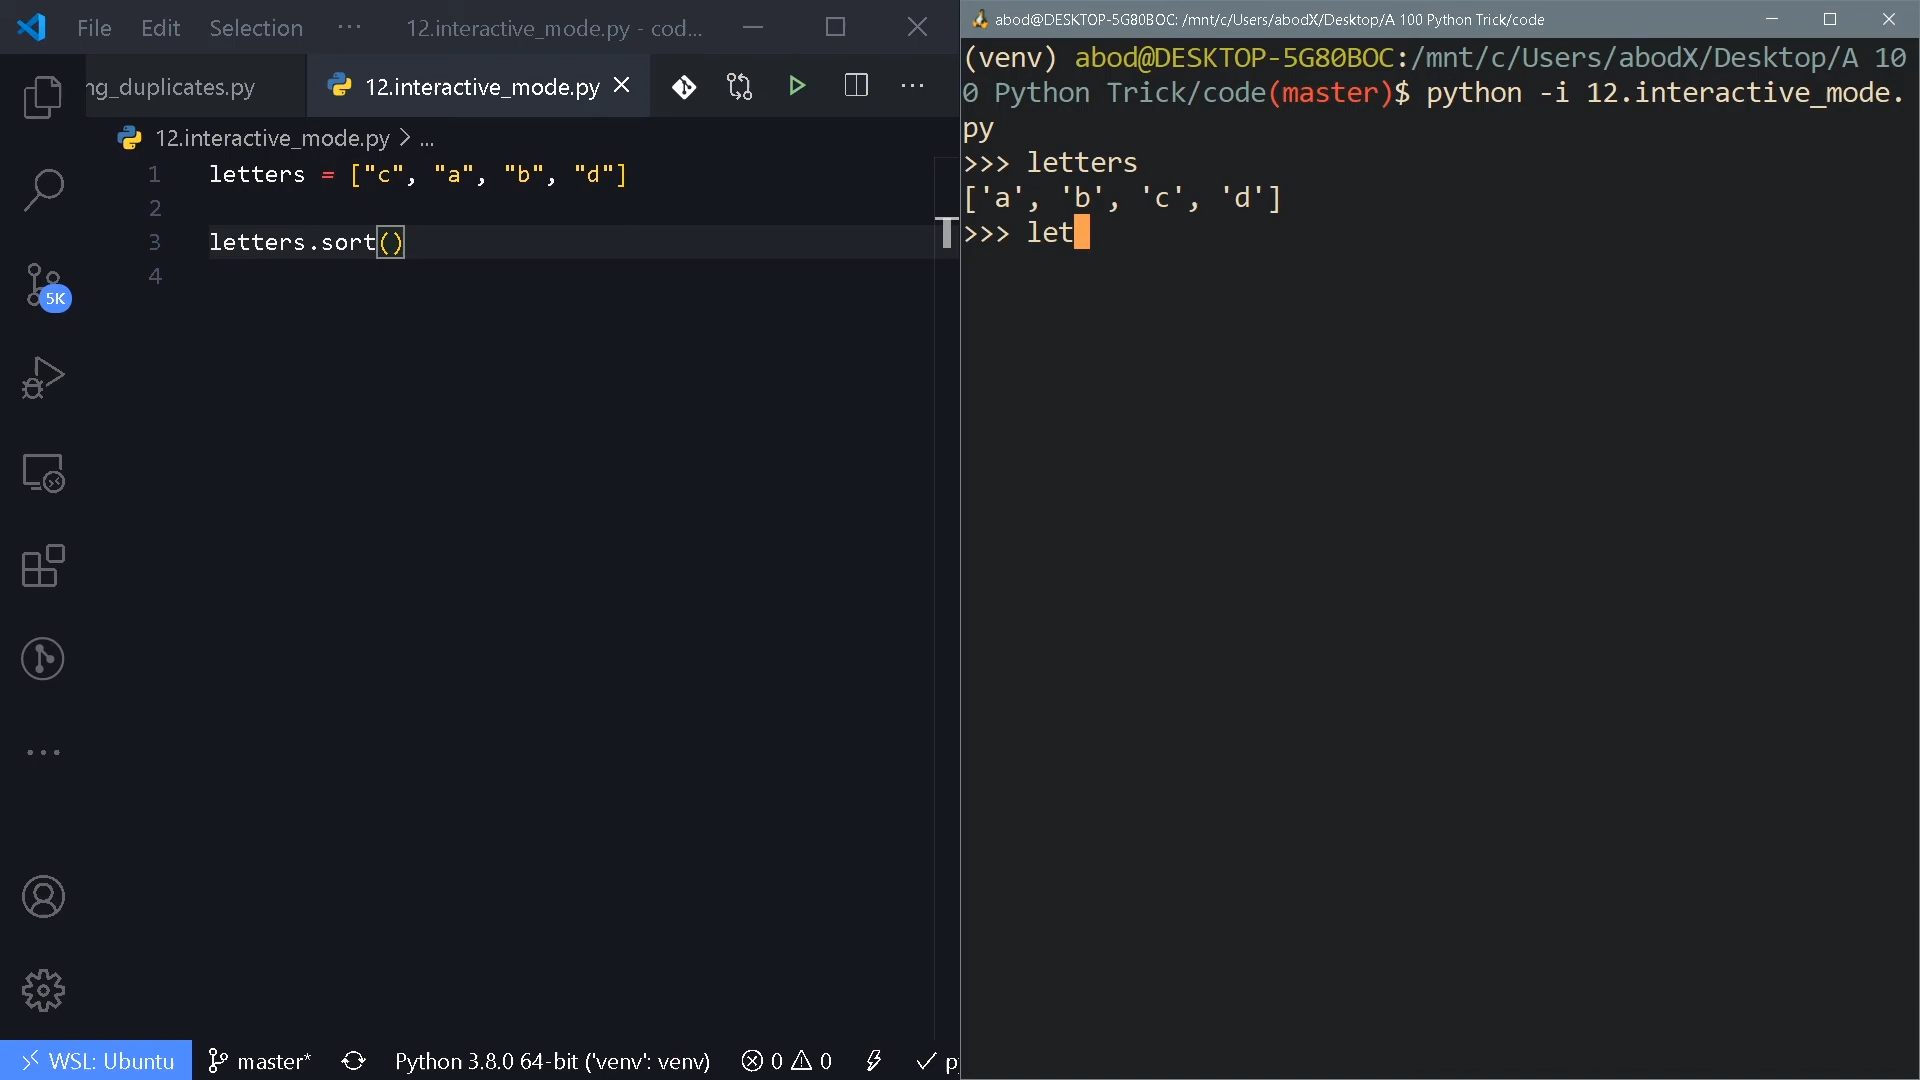 File Edit Selection ··· 12.interactive_mode.py - cod...
ng_duplicates.py 12.interactive_mode.py
12.interactive_mode.py > ...
1 letters = ["c", "a", "b", "d"]
2
3 letters.sort()
4
5K
WSL: Ubuntu master* Python 3.8.0 64-bit ('venv': venv) 0 0
abod@DESKTOP-5G80BOC: /mnt/c/Users/abodX/Desktop/A 100 Python Trick/code
(venv) abod@DESKTOP-5G80BOC:/mnt/c/Users/abodX/Desktop/A 10
0 Python Trick/code(master)$ python -i 12.interactive_mode.
py
>>> letters
['a', 'b', 'c', 'd']
>>> let